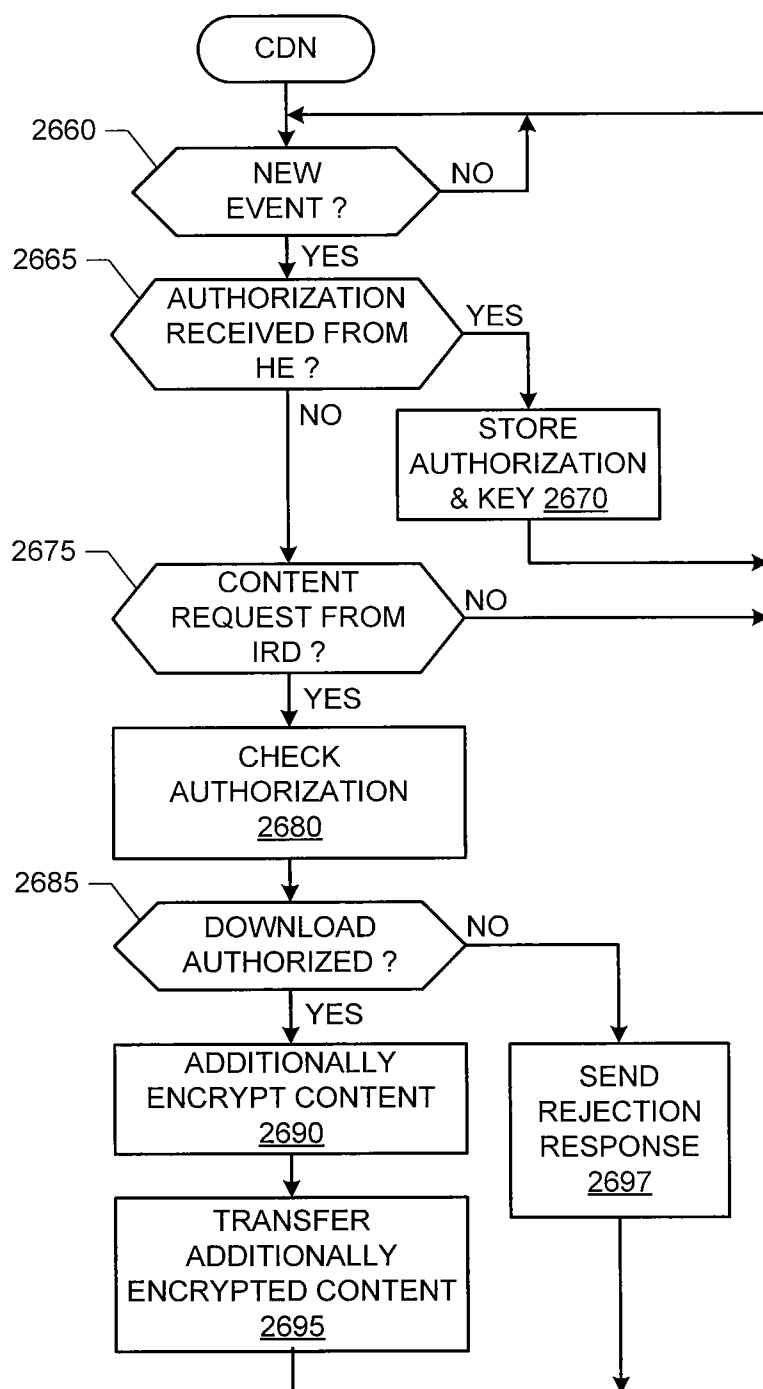 CDN
2660
NEW
EVENT ?
NO
YES
2665
AUTHORIZATION
RECEIVED FROM
HE ?
YES
NO
STORE
AUTHORIZATION
& KEY 2670
2675
CONTENT
REQUEST FROM
IRD ?
NO
YES
CHECK
AUTHORIZATION
2680
2685
DOWNLOAD
AUTHORIZED ?
NO
YES
ADDITIONALLY
ENCRYPT CONTENT
2690
SEND
REJECTION
RESPONSE
2697
TRANSFER
ADDITIONALLY
ENCRYPTED CONTENT
2695